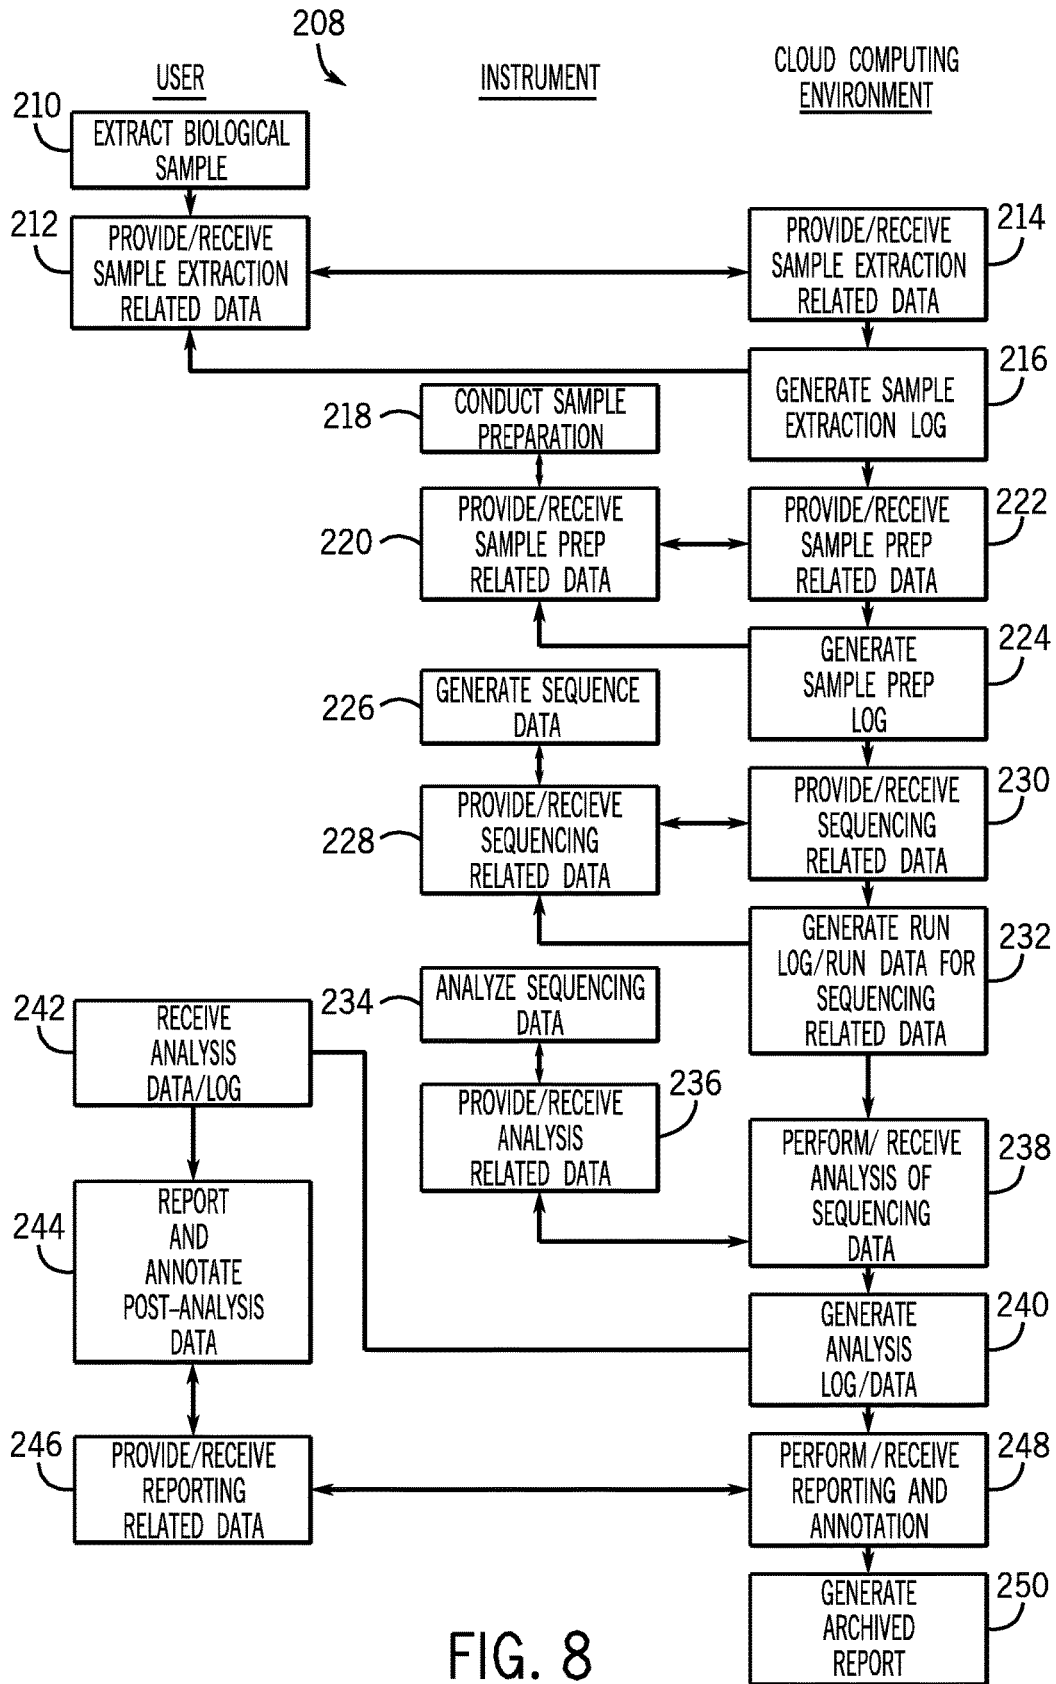 208
USER
INSTRUMENT
CLOUD COMPUTING
ENVIRONMENT
210
EXTRACT BIOLOGICAL
SAMPLE
212
PROVIDE/RECEIVE
SAMPLE EXTRACTION
RELATED DATA
PROVIDE/RECEIVE
SAMPLE EXTRACTION
RELATED DATA
214
GENERATE SAMPLE
EXTRACTION LOG
216
218
CONDUCT SAMPLE
PREPARATION
220
PROVIDE/RECEIVE
SAMPLE PREP
RELATED DATA
PROVIDE/RECEIVE
SAMPLE PREP
RELATED DATA
222
GENERATE
SAMPLE PREP
LOG
224
226
GENERATE SEQUENCE
DATA
228
PROVIDE/RECIEVE
SEQUENCING
RELATED DATA
PROVIDE/RECEIVE
SEQUENCING
RELATED DATA
230
GENERATE RUN
LOG/RUN DATA FOR
SEQUENCING
RELATED DATA
232
234
ANALYZE SEQUENCING
DATA
242
RECEIVE
ANALYSIS
DATA/LOG
PROVIDE/RECEIVE
ANALYSIS
RELATED DATA
236
PERFORM/ RECEIVE
ANALYSIS OF
SEQUENCING
DATA
238
244
REPORT
AND
ANNOTATE
POST-ANALYSIS
DATA
GENERATE
ANALYSIS
LOG/DATA
240
246
PROVIDE/RECEIVE
REPORTING
RELATED DATA
PERFORM/RECEIVE
REPORTING AND
ANNOTATION
248
GENERATE
ARCHIVED
REPORT
250
FIG. 8